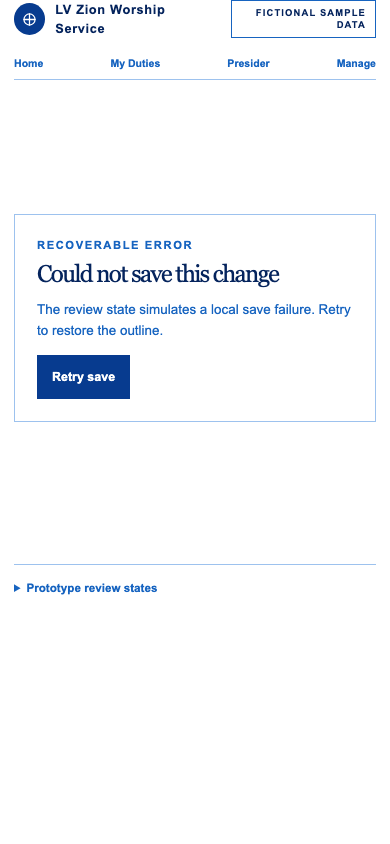 LV Zion Worship
Service
FICTIONAL SAMPLE
DATA
Home My Duties Presider Manage
RECOVERABLE ERROR
Could not save this change
The review state simulates a local save failure. Retry
to restore the outline.
Retry save
Prototype review states